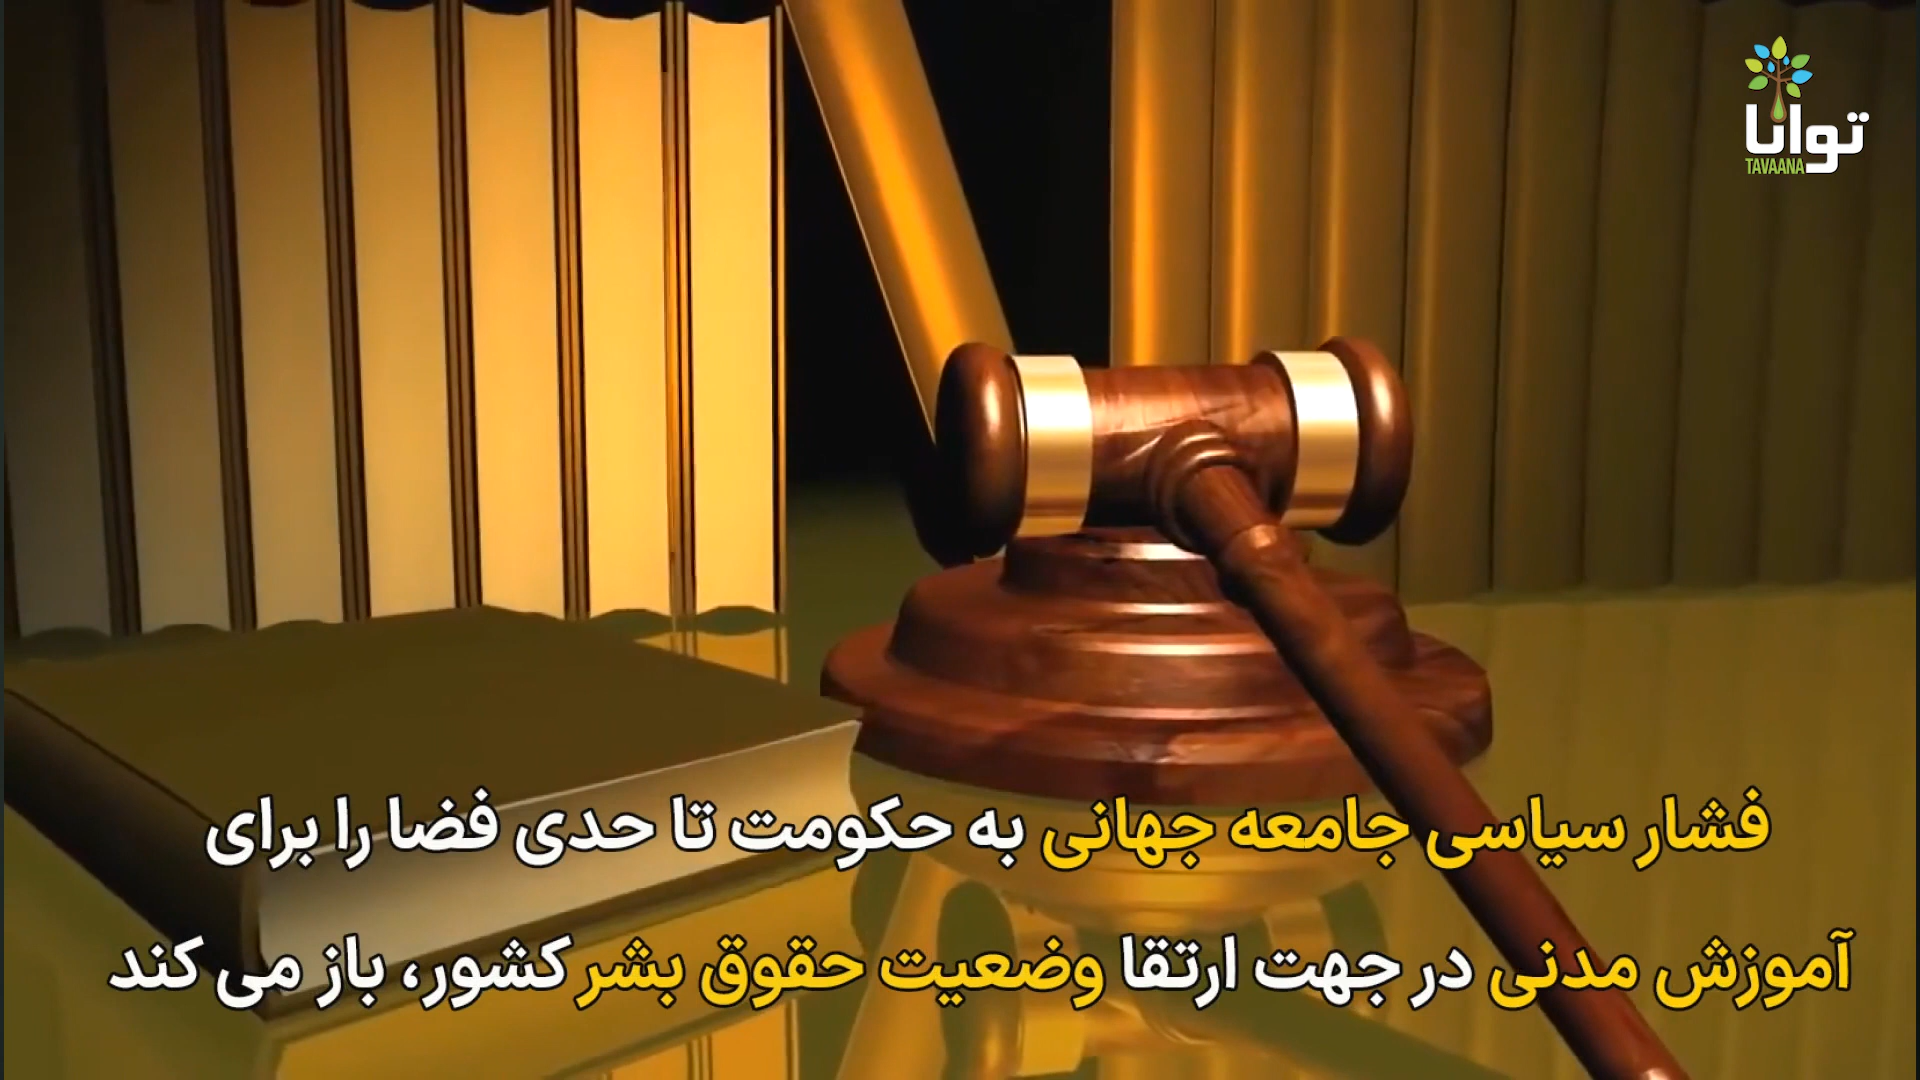 توانا
TAVAANA
فشار سیاسی جامعه جهانی به حکومت تا حدی فضا را برای
آموزش مدنی در جهت ارتقا وضعیت حقوق بشر کشور، باز می کند